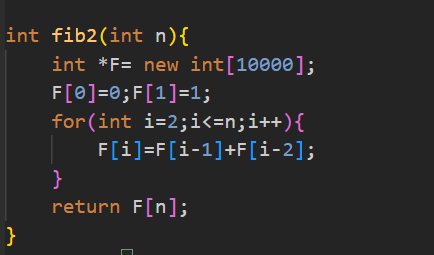 int fib2(int n){
    int *F= new int[10000];
    F[0]=0;F[1]=1;
    for(int i=2;i<=n;i++){
        F[i]=F[i-1]+F[i-2];
    }
    return F[n];
}